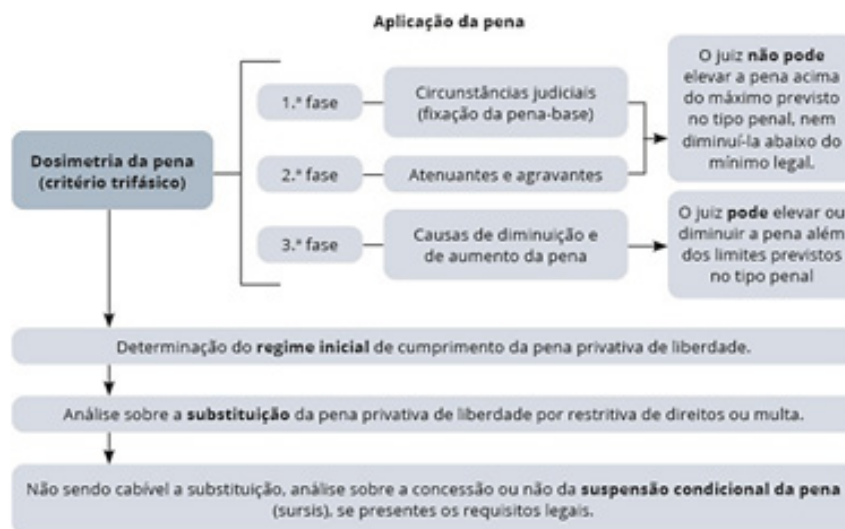 Aplicação da pena
Dosimetria da pena
(critério trifásico)
1.ª fase
Circunstâncias judiciais
(fixação da pena-base)
2.ª fase
Atenuantes e agravantes
O juiz não pode
elevar a pena acima
do máximo previsto
no tipo penal, nem
diminuí-la abaixo do
mínimo legal.
3.ª fase
Causas de diminuição e
de aumento da pena
O juiz pode elevar ou
diminuir a pena além
dos limites previstos
no tipo penal
Determinação do regime inicial de cumprimento da pena privativa de liberdade.
Análise sobre a substituição da pena privativa de liberdade por restritiva de direitos ou multa.
Não sendo cabível a substituição, análise sobre a concessão ou não da suspensão condicional da pena
(sursis), se presentes os requisitos legais.